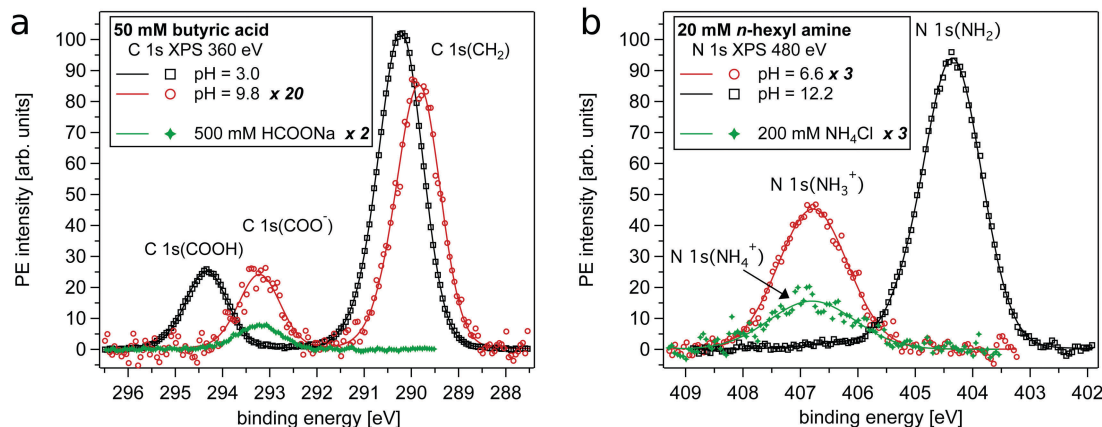 a
50 mM butyric acid
C 1s XPS 360 eV
pH = 3.0
pH = 9.8 x 20
500 mM HCOONa x 2
C 1s(CH₂)
C 1s(COO⁻)
C 1s(COOH)
PE intensity [arb. units]
100
90
80
70
60
50
40
30
20
10
0
296 295 294 293 292 291 290 289 288
binding energy [eV]
b
20 mM n-hexyl amine
N 1s XPS 480 eV
pH = 6.6 x 3
pH = 12.2
200 mM NH₄Cl x 3
N 1s(NH₂)
N 1s(NH₃⁺)
N 1s(NH₄⁺)
PE intensity [arb. units]
100
90
80
70
60
50
40
30
20
10
0
409 408 407 406 405 404 403 402
binding energy [eV]